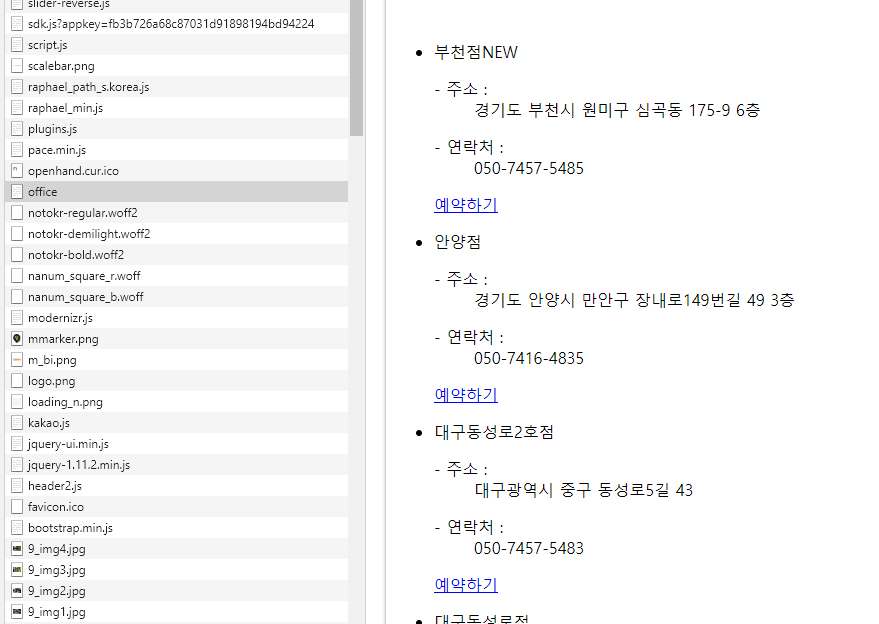 slider-reverse.js
sdk.js?appkey=fb3b726a68c87031d91898194bd94224
script.js
scalebar.png
raphael_path_s.korea.js
raphael_min.js
plugins.js
pace.min.js
openhand.cur.ico
office
notokr-regular.woff2
notokr-demilight.woff2
notokr-bold.woff2
nanum_square_r.woff
nanum_square_b.woff
modernizr.js
mmarker.png
m_bi.png
logo.png
loading_n.png
kakao.js
jquery-ui.min.js
jquery-1.11.2.min.js
header2.js
favicon.ico
bootstrap.min.js
9_img4.jpg
9_img3.jpg
9_img2.jpg
9_img1.jpg
부천점NEW
- 주소 :
경기도 부천시 원미구 심곡동 175-9 6층
- 연락처 :
050-7457-5485
예약하기
안양점
- 주소 :
경기도 안양시 만안구 장내로149번길 49 3층
- 연락처 :
050-7416-4835
예약하기
대구동성로2호점
- 주소 :
대구광역시 중구 동성로5길 43
- 연락처 :
050-7457-5483
예약하기
대구동성로점